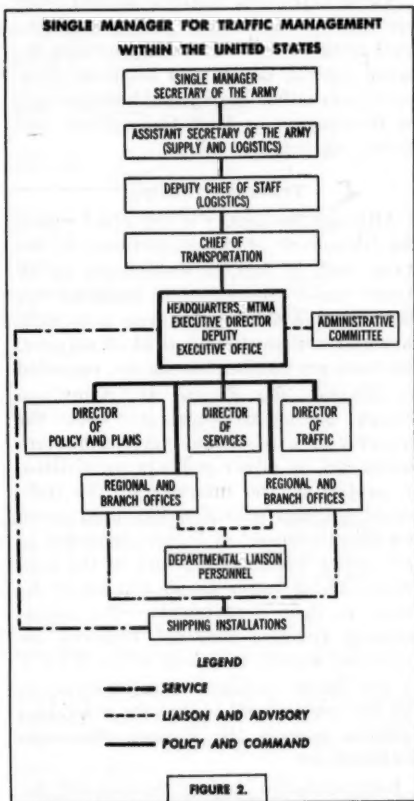 SINGLE MANAGER FOR TRAFFIC MANAGEMENT
WITHIN THE UNITED STATES
SINGLE MANAGER
SECRETARY OF THE ARMY
ASSISTANT SECRETARY OF THE ARMY
(SUPPLY AND LOGISTICS)
DEPUTY CHIEF OF STAFF
(LOGISTICS)
CHIEF OF
TRANSPORTATION
HEADQUARTERS, MTMA
EXECUTIVE DIRECTOR
DEPUTY
EXECUTIVE OFFICE
ADMINISTRATIVE
COMMITTEE
DIRECTOR
OF
POLICY AND PLANS
DIRECTOR
OF
SERVICES
DIRECTOR
OF
TRAFFIC
REGIONAL AND
BRANCH OFFICES
REGIONAL AND
BRANCH OFFICES
DEPARTMENTAL LIAISON
PERSONNEL
SHIPPING INSTALLATIONS
LEGEND
SERVICE
LIAISON AND ADVISORY
POLICY AND COMMAND
FIGURE 2.